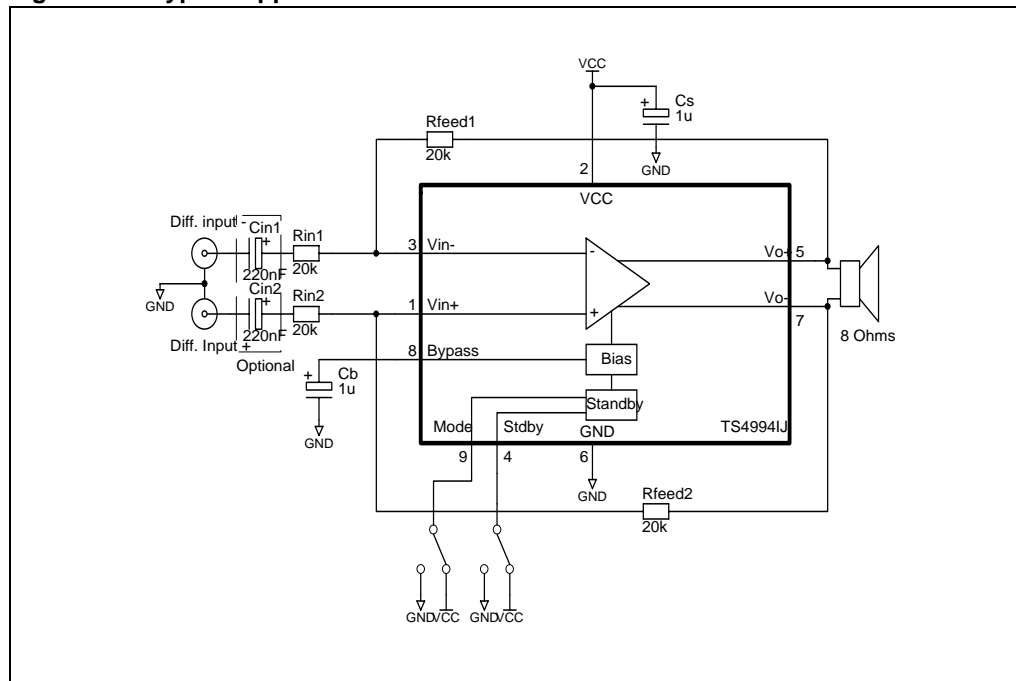 VCC
+ Cs
1u
GND
Rfeed1
20k
2
VCC
Diff. input -
Cin1
+
220nF
Rin1
20k
3 Vin-
-
Vo+ 5
GND
Cin2
+
220nF
Rin2
20k
1 Vin+
+
Vo-
7
8 Ohms
Diff. Input +
Optional
8 Bypass
Bias
+ Cb
1u
GND
Standby
Mode
Stdby
GND
TS4994IJ
9
4
6
GND
Rfeed2
20k
GND
VCC
GND
VCC